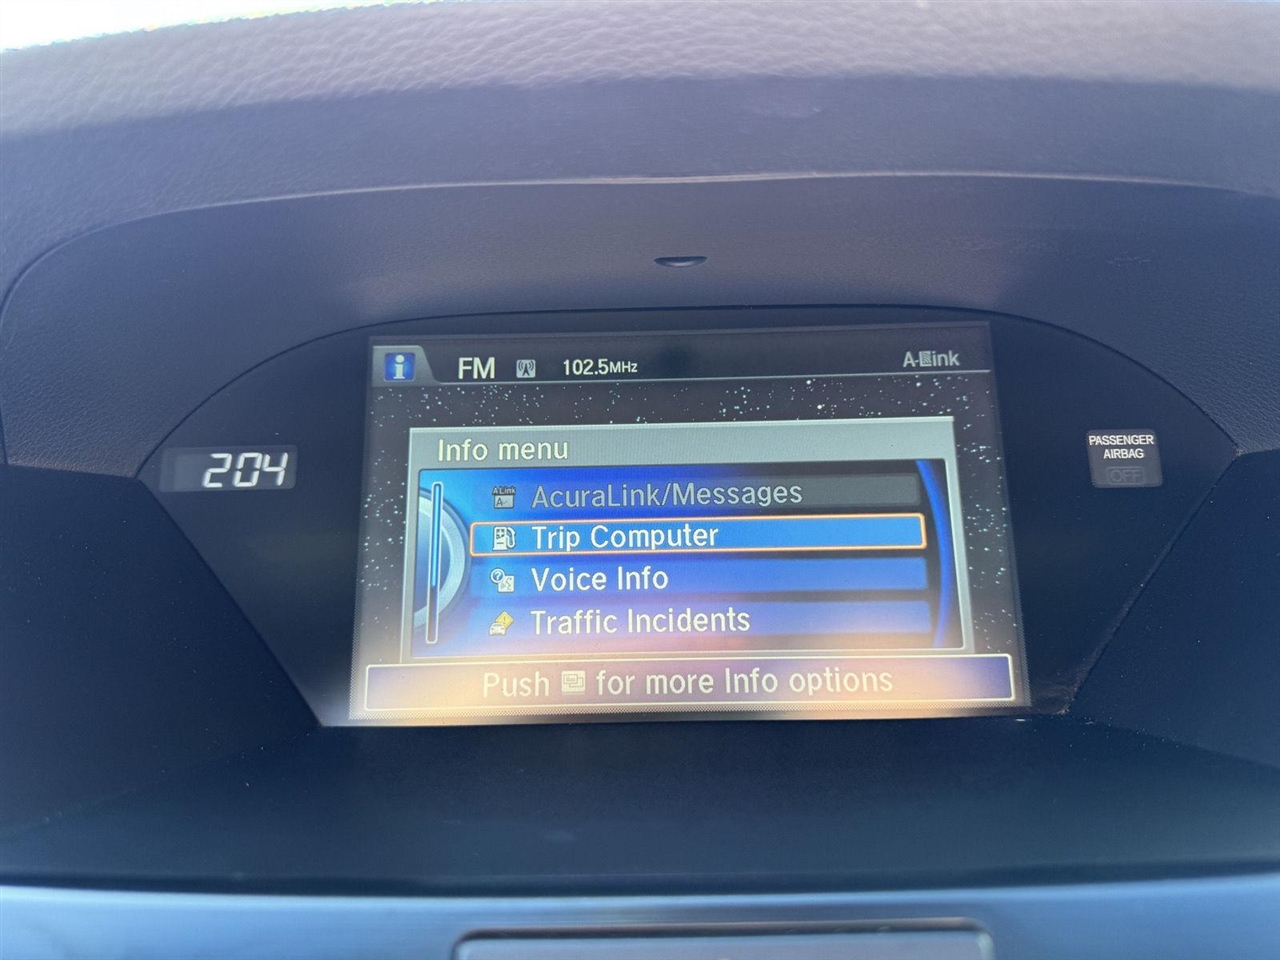 FM 102.5MHz A-Link
204
PASSENGER
AIRBAG
OFF
Info menu
AcuraLink/Messages
Trip Computer
Voice Info
Traffic Incidents
Push for more Info options